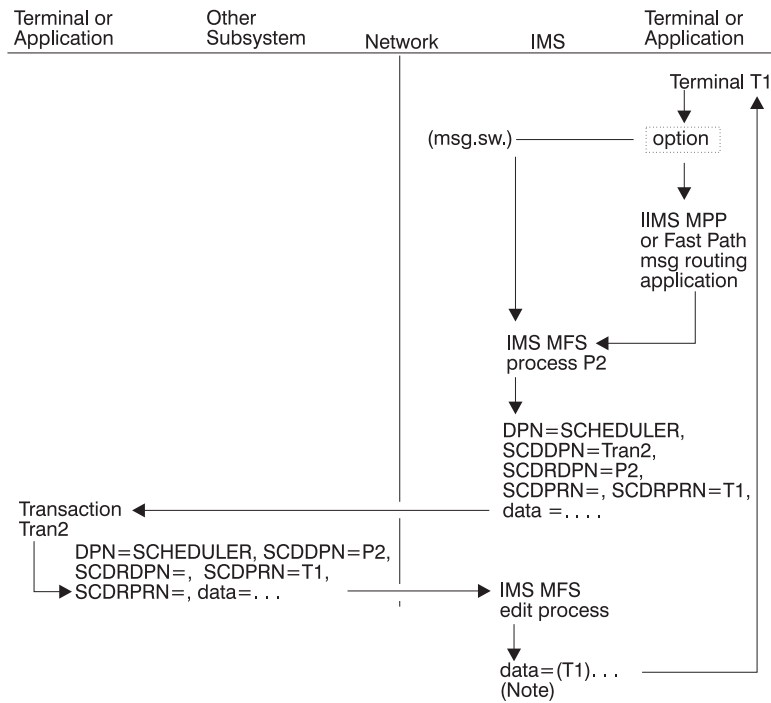 Terminal or
Application
Other
Subsystem
Network
IMS
Terminal or
Application
Terminal T1
(msg.sw.)
option
IIMS MPP
or Fast Path
msg routing
application
IMS MFS
process P2
DPN=SCHEDULER,
SCDDPN=Tran2,
SCDRDPN=P2,
SCDPRN=, SCDRPRN=T1,
data =. . . .
Transaction
Tran2
DPN=SCHEDULER, SCDDPN=P2,
SCDRDPN=, SCDPRN=T1,
SCDRPRN=, data=. . .
IMS MFS
edit process
data=(T1). . .
(Note)